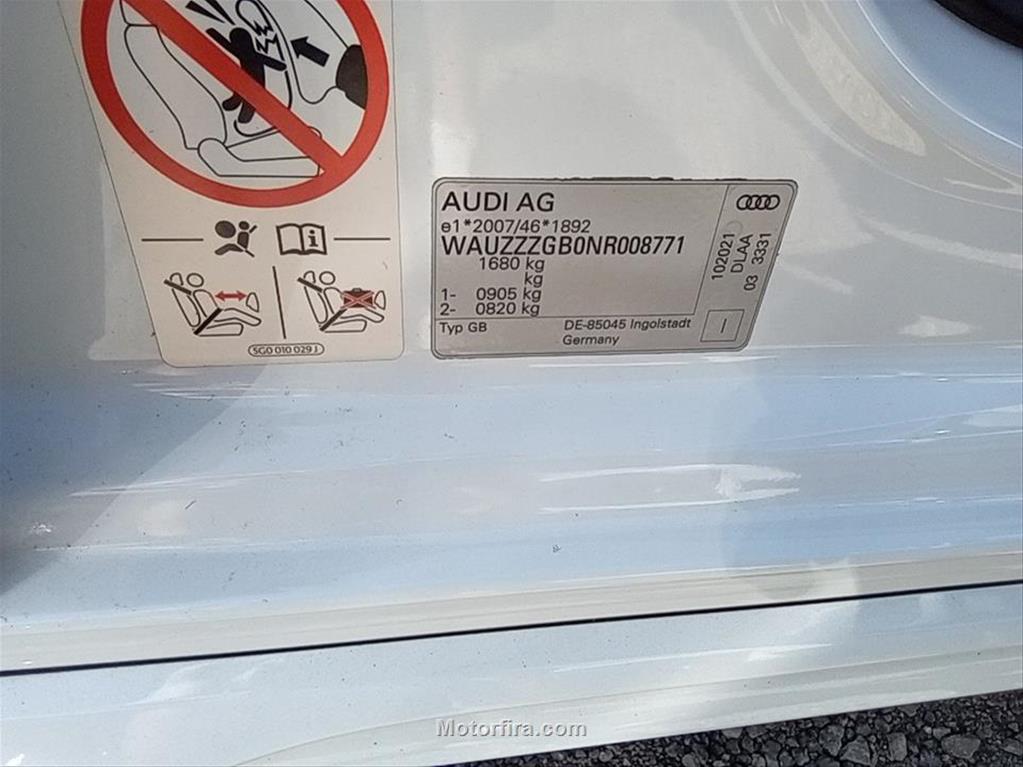 AUDI AG
e1*2007/46*1892
WAUZZZGB0NR008771
1680 kg
kg
1- 0905 kg
2- 0820 kg
Typ GB
DE-85045 Ingolstadt
Germany
102021
DLAA
03 3331
I
i
5G0 010 029 J
Motorfira.com